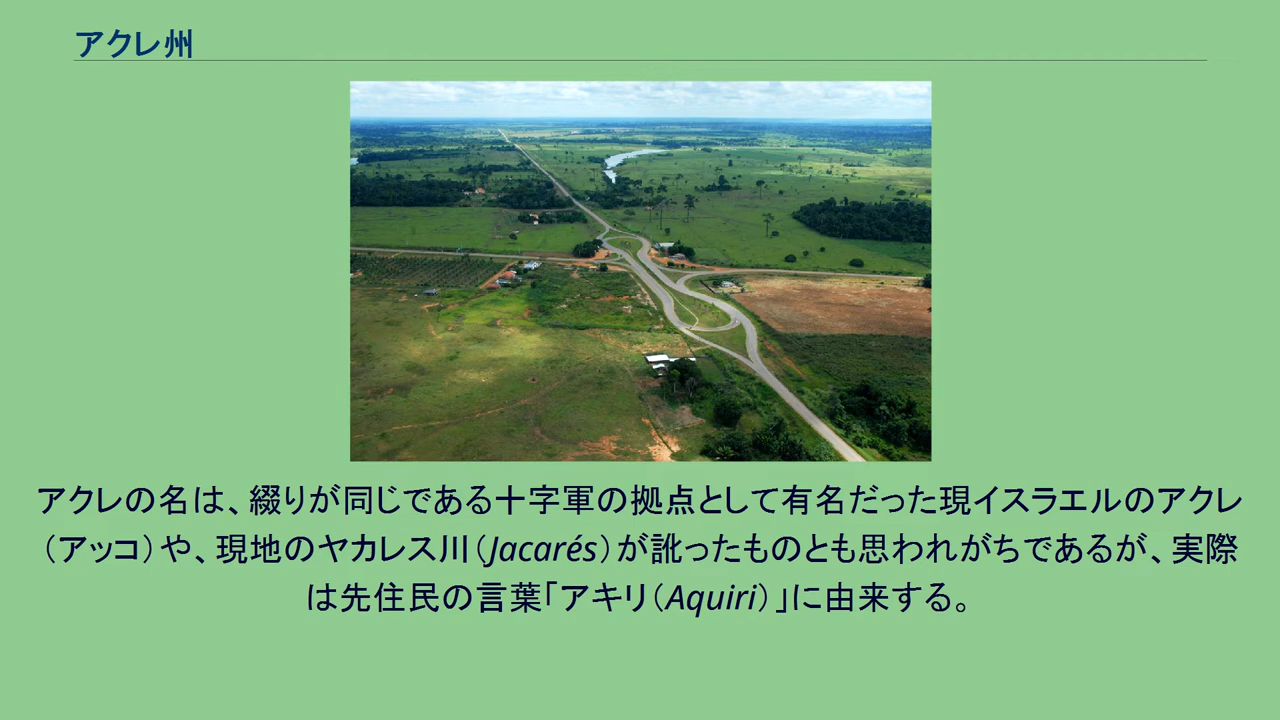 アクレ州
アクレの名は、綴りが同じである十字軍の拠点として有名だった現イスラエルのアクレ
（アッコ）や、現地のヤカレス川（Jacarés）が訛ったものとも思われがちであるが、実際
は先住民の言葉「アキリ（Aquiri）」に由来する。